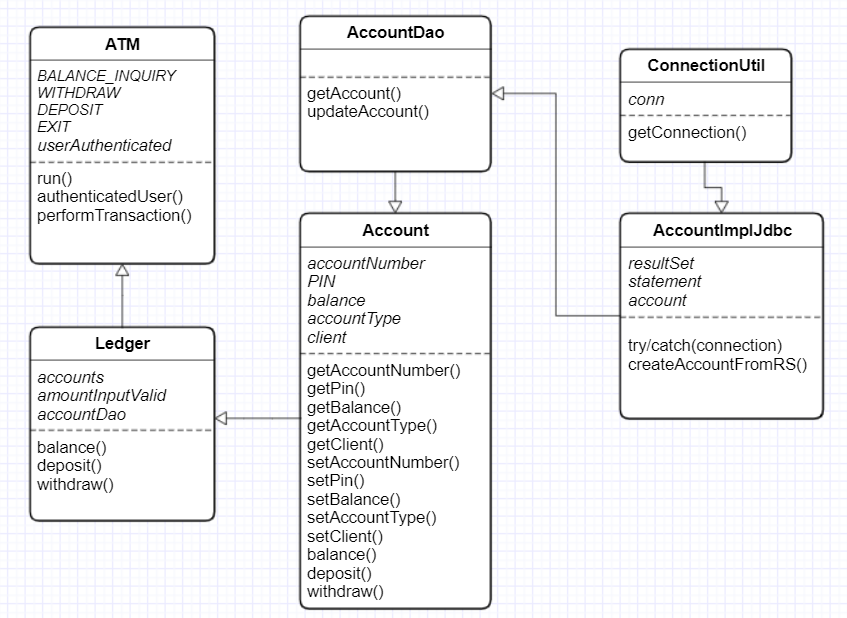 ATM
BALANCE_INQUIRY
WITHDRAW
DEPOSIT
EXIT
userAuthenticated
run()
authenticatedUser()
performTransaction()
Ledger
accounts
amountInputValid
accountDao
balance()
deposit()
withdraw()
AccountDao
getAccount()
updateAccount()
Account
accountNumber
PIN
balance
accountType
client
getAccountNumber()
getPin()
getBalance()
getAccountType()
getClient()
setAccountNumber()
setPin()
setBalance()
setAccountType()
setClient()
balance()
deposit()
withdraw()
ConnectionUtil
conn
getConnection()
AccountImplJdbc
resultSet
statement
account
try/catch(connection)
createAccountFromRS()